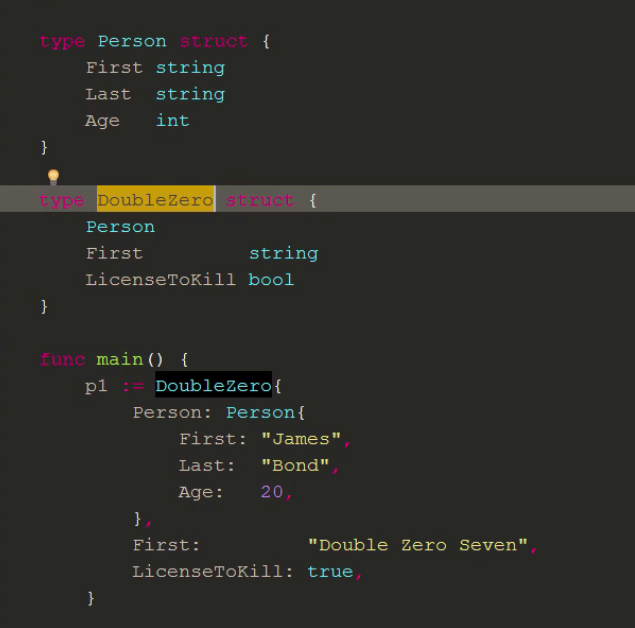 type Person struct {
    First string
    Last  string
    Age   int
}
type DoubleZero struct {
    Person
    First         string
    LicenseToKill bool
}
func main() {
    p1 := DoubleZero{
        Person: Person{
            First: "James",
            Last:  "Bond",
            Age:   20,
        },
        First:         "Double Zero Seven",
        LicenseToKill: true,
    }